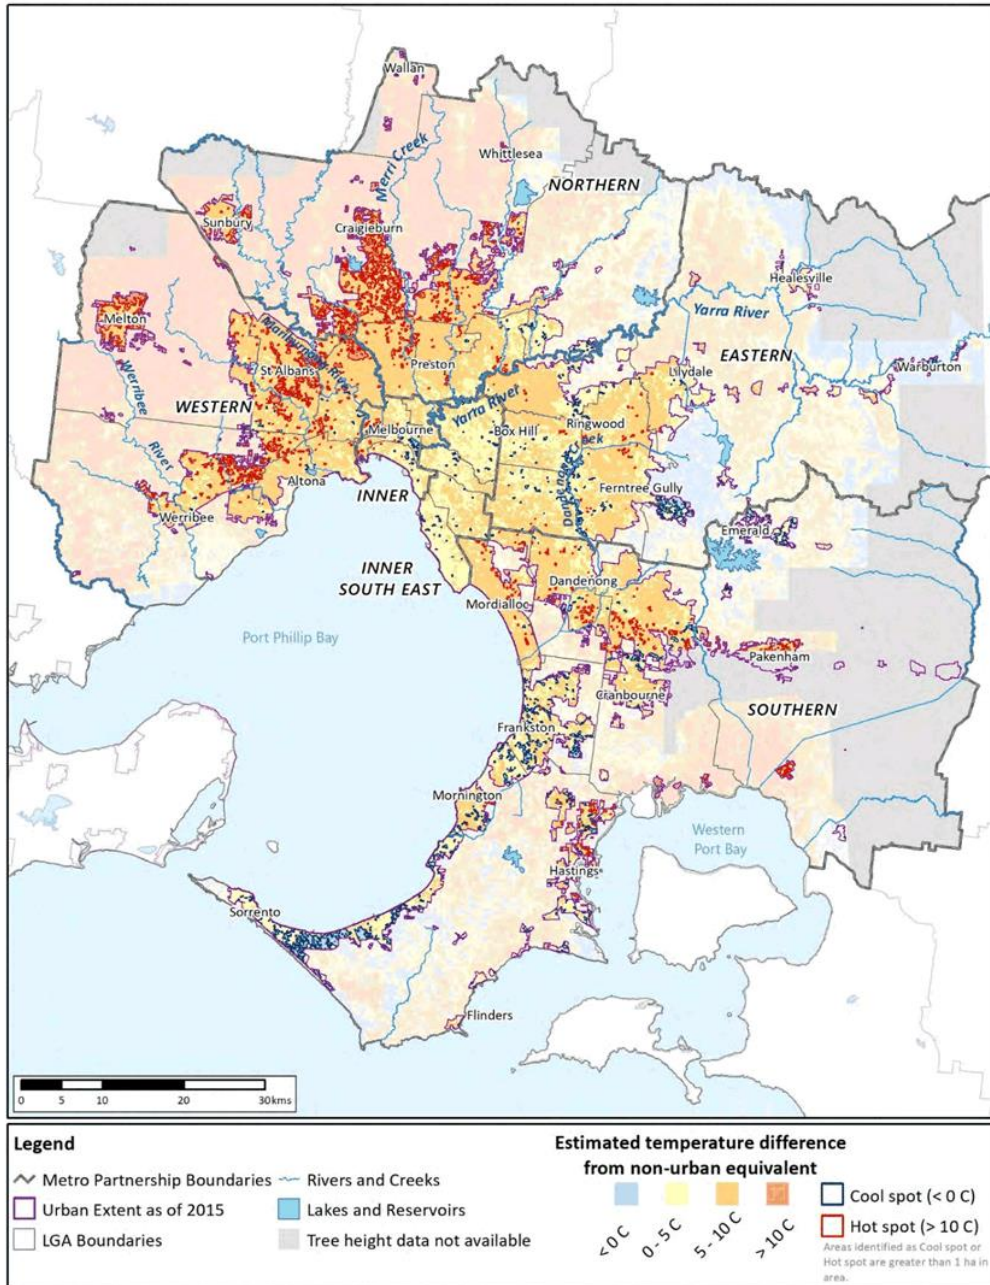 Wallan
Merri Creek
Whittlesea
NORTHERN
Sunbury
Craigieburn
Healesville
Melton
Maribyrnong River
Yarra River
St Albans
Preston
EASTERN
Lilydale
Warburton
Werribee
River
WESTERN
Yarra River
Melbourne
Box Hill
Ringwood
Dandenong Creek
Altona
INNER
Ferntree Gully
Werribee
Emerald
INNER
SOUTH EAST
Dandenong
Mordialloc
Port Phillip Bay
Pakenham
Cranbourne
SOUTHERN
Frankston
Mornington
Western
Port Bay
Hastings
Sorrento
Flinders
0 5 10 20 30kms
Legend
Metro Partnership Boundaries
Urban Extent as of 2015
LGA Boundaries
Rivers and Creeks
Lakes and Reservoirs
Tree height data not available
Estimated temperature difference
from non-urban equivalent
< 0 C
0 - 5 C
5 - 10 C
> 10 C
Cool spot (< 0 C)
Hot spot (> 10 C)
Areas identified as Cool spot or
Hot spot are greater than 1 ha in
area.